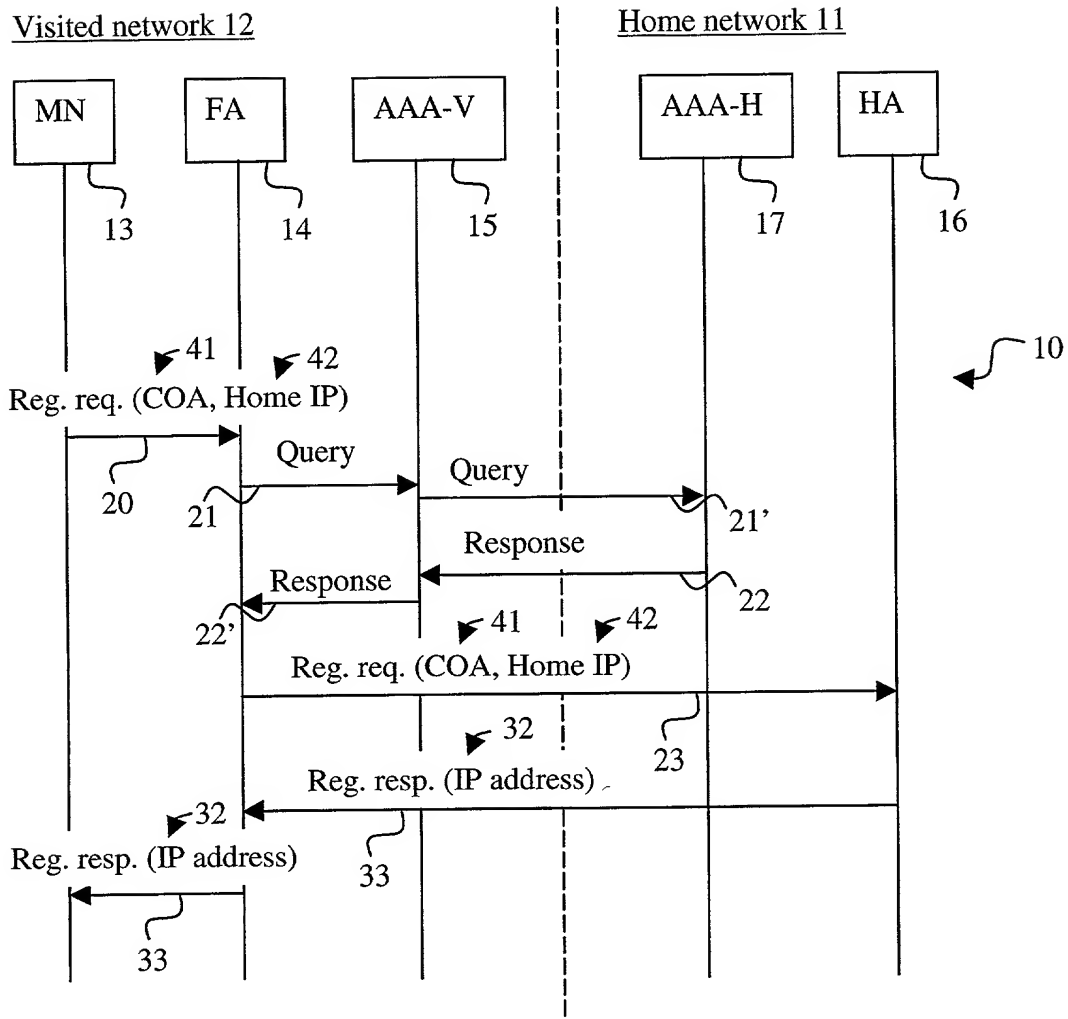 Visited network 12
Home network 11
MN
FA
AAA-V
AAA-H
HA
13
14
15
17
16
10
41
42
Reg. req. (COA, Home IP)
20
Query
21
Query
21’
Response
22
Response
22’
41
42
Reg. req. (COA, Home IP)
23
32
Reg. resp. (IP address)
33
32
Reg. resp. (IP address)
33